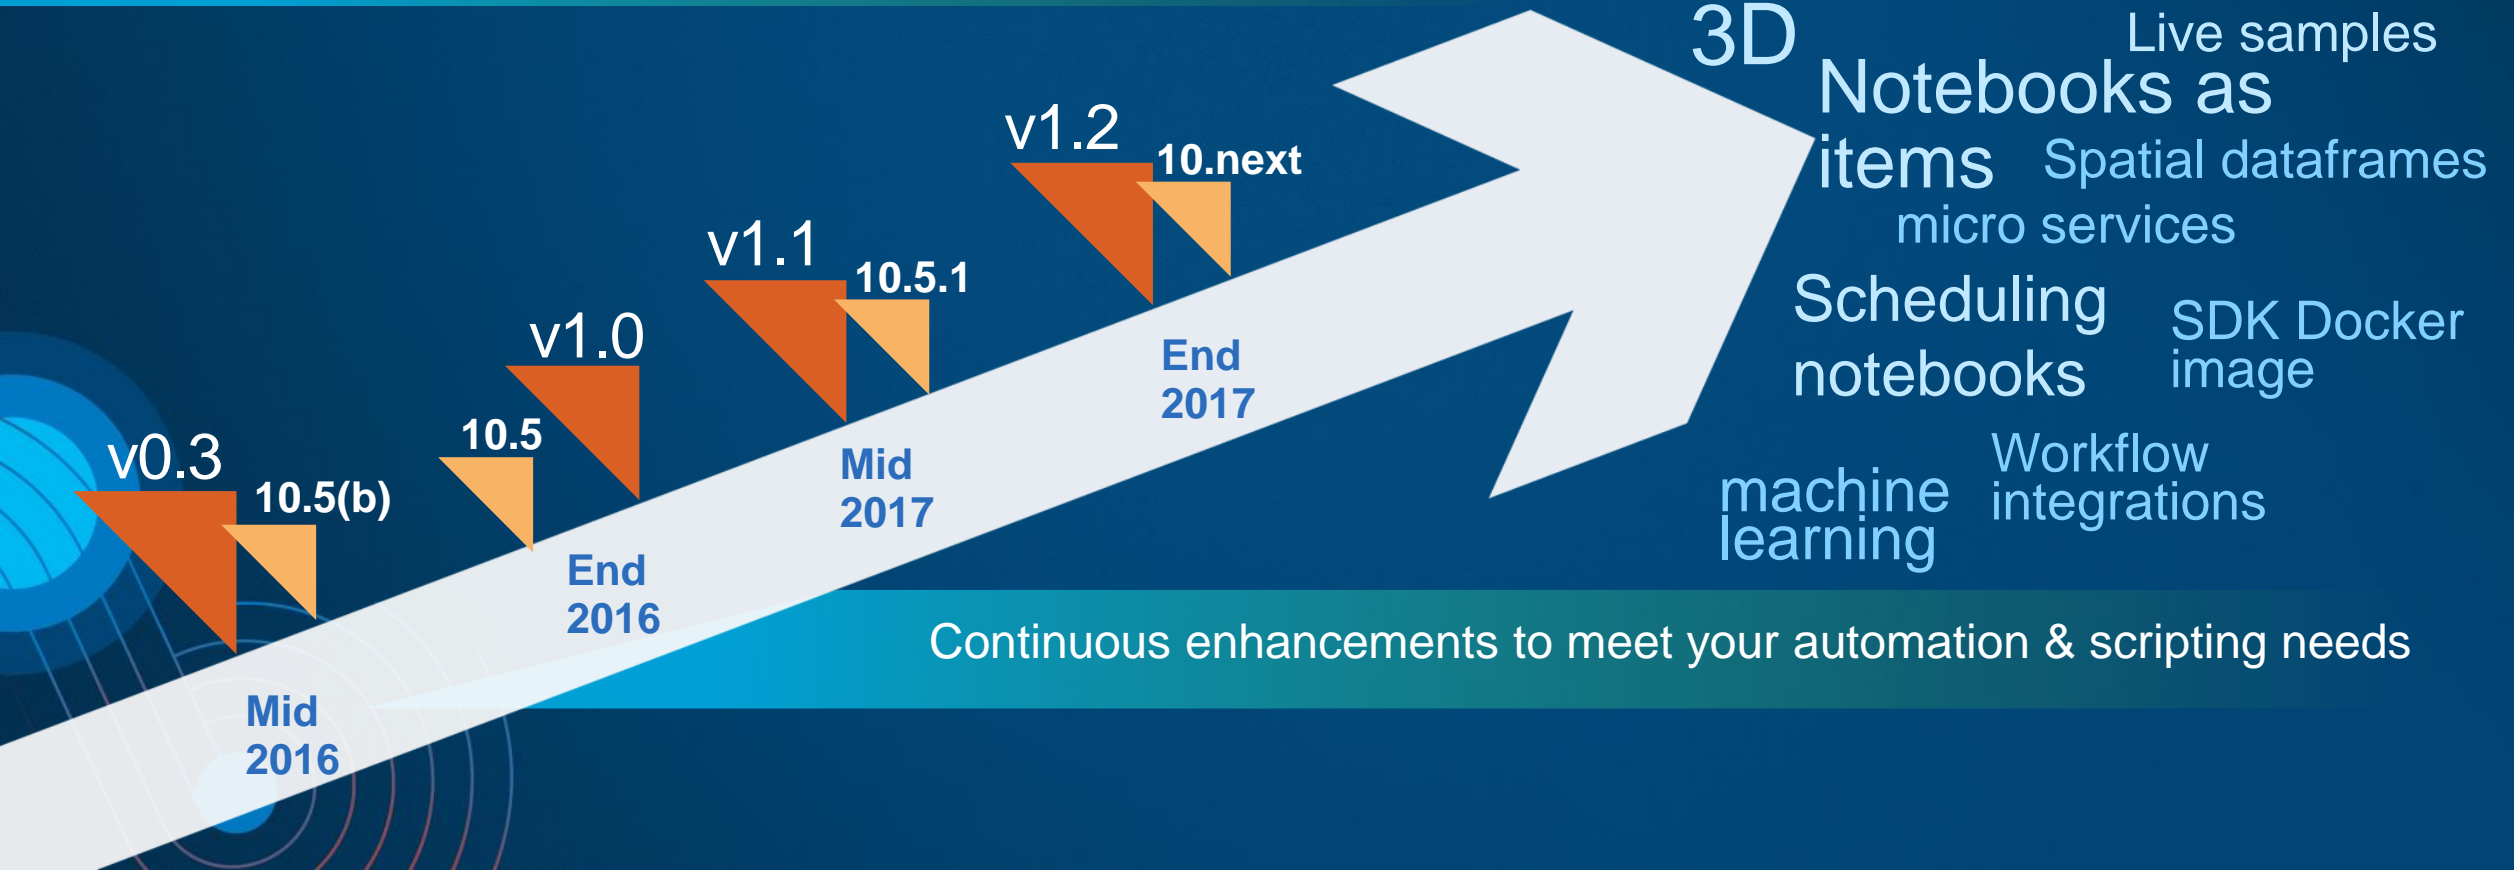 v0.3
10.5(b)
Mid
2016
10.5
v1.0
End
2016
v1.1
10.5.1
Mid
2017
v1.2
10.next
End
2017
3D
Live samples
Notebooks as
items
Spatial dataframes
micro services
Scheduling
notebooks
SDK Docker
image
Workflow
integrations
machine
learning
Continuous enhancements to meet your automation & scripting needs